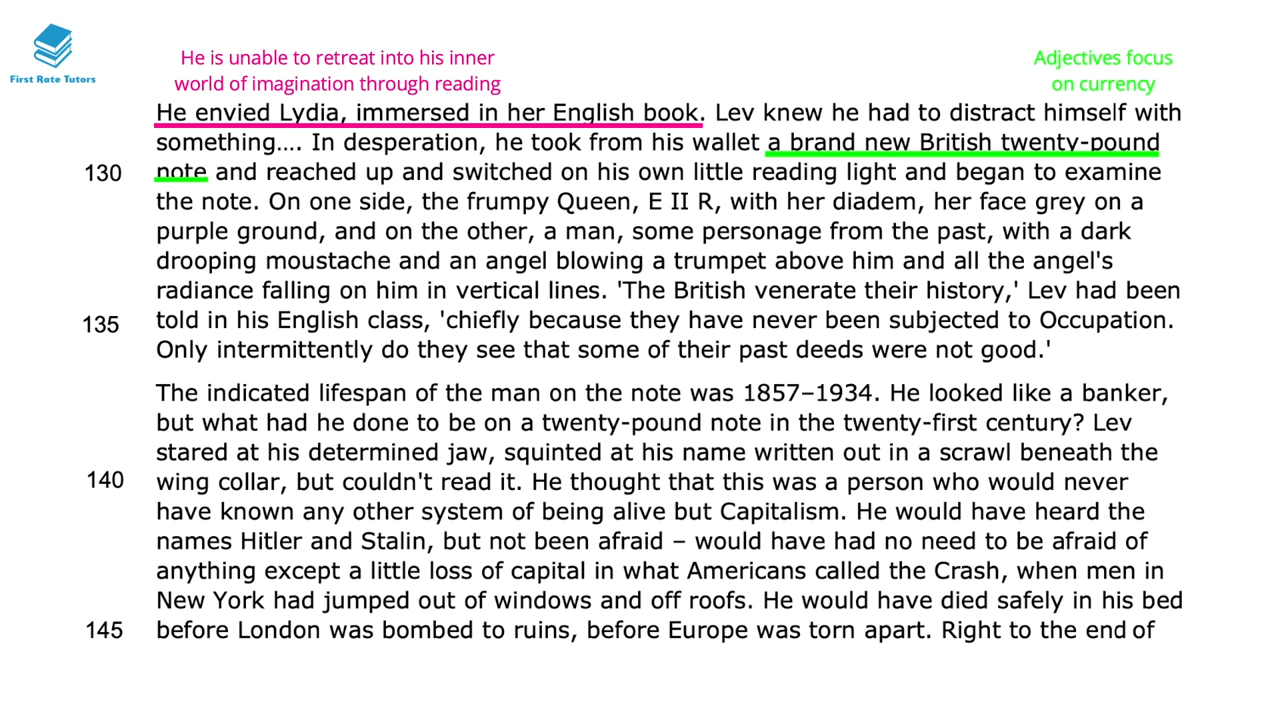 First Rate Tutors
He is unable to retreat into his inner
world of imagination through reading
Adjectives focus
on currency
He envied Lydia, immersed in her English book. Lev knew he had to distract himself with
something.... In desperation, he took from his wallet a brand new British twenty-pound
130 note and reached up and switched on his own little reading light and began to examine
the note. On one side, the frumpy Queen, E II R, with her diadem, her face grey on a
purple ground, and on the other, a man, some personage from the past, with a dark
drooping moustache and an angel blowing a trumpet above him and all the angel's
radiance falling on him in vertical lines. 'The British venerate their history,' Lev had been
135 told in his English class, 'chiefly because they have never been subjected to Occupation.
Only intermittently do they see that some of their past deeds were not good.'
The indicated lifespan of the man on the note was 1857–1934. He looked like a banker,
but what had he done to be on a twenty-pound note in the twenty-first century? Lev
stared at his determined jaw, squinted at his name written out in a scrawl beneath the
140 wing collar, but couldn't read it. He thought that this was a person who would never
have known any other system of being alive but Capitalism. He would have heard the
names Hitler and Stalin, but not been afraid – would have had no need to be afraid of
anything except a little loss of capital in what Americans called the Crash, when men in
New York had jumped out of windows and off roofs. He would have died safely in his bed
145 before London was bombed to ruins, before Europe was torn apart. Right to the end of